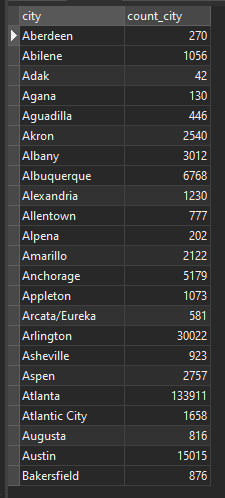 city count_city
Aberdeen 270
Abilene 1056
Adak 42
Agana 130
Aguadilla 446
Akron 2540
Albany 3012
Albuquerque 6768
Alexandria 1230
Allentown 777
Alpena 202
Amarillo 2122
Anchorage 5179
Appleton 1073
Arcata/Eureka 581
Arlington 30022
Asheville 923
Aspen 2757
Atlanta 133911
Atlantic City 1658
Augusta 816
Austin 15015
Bakersfield 876